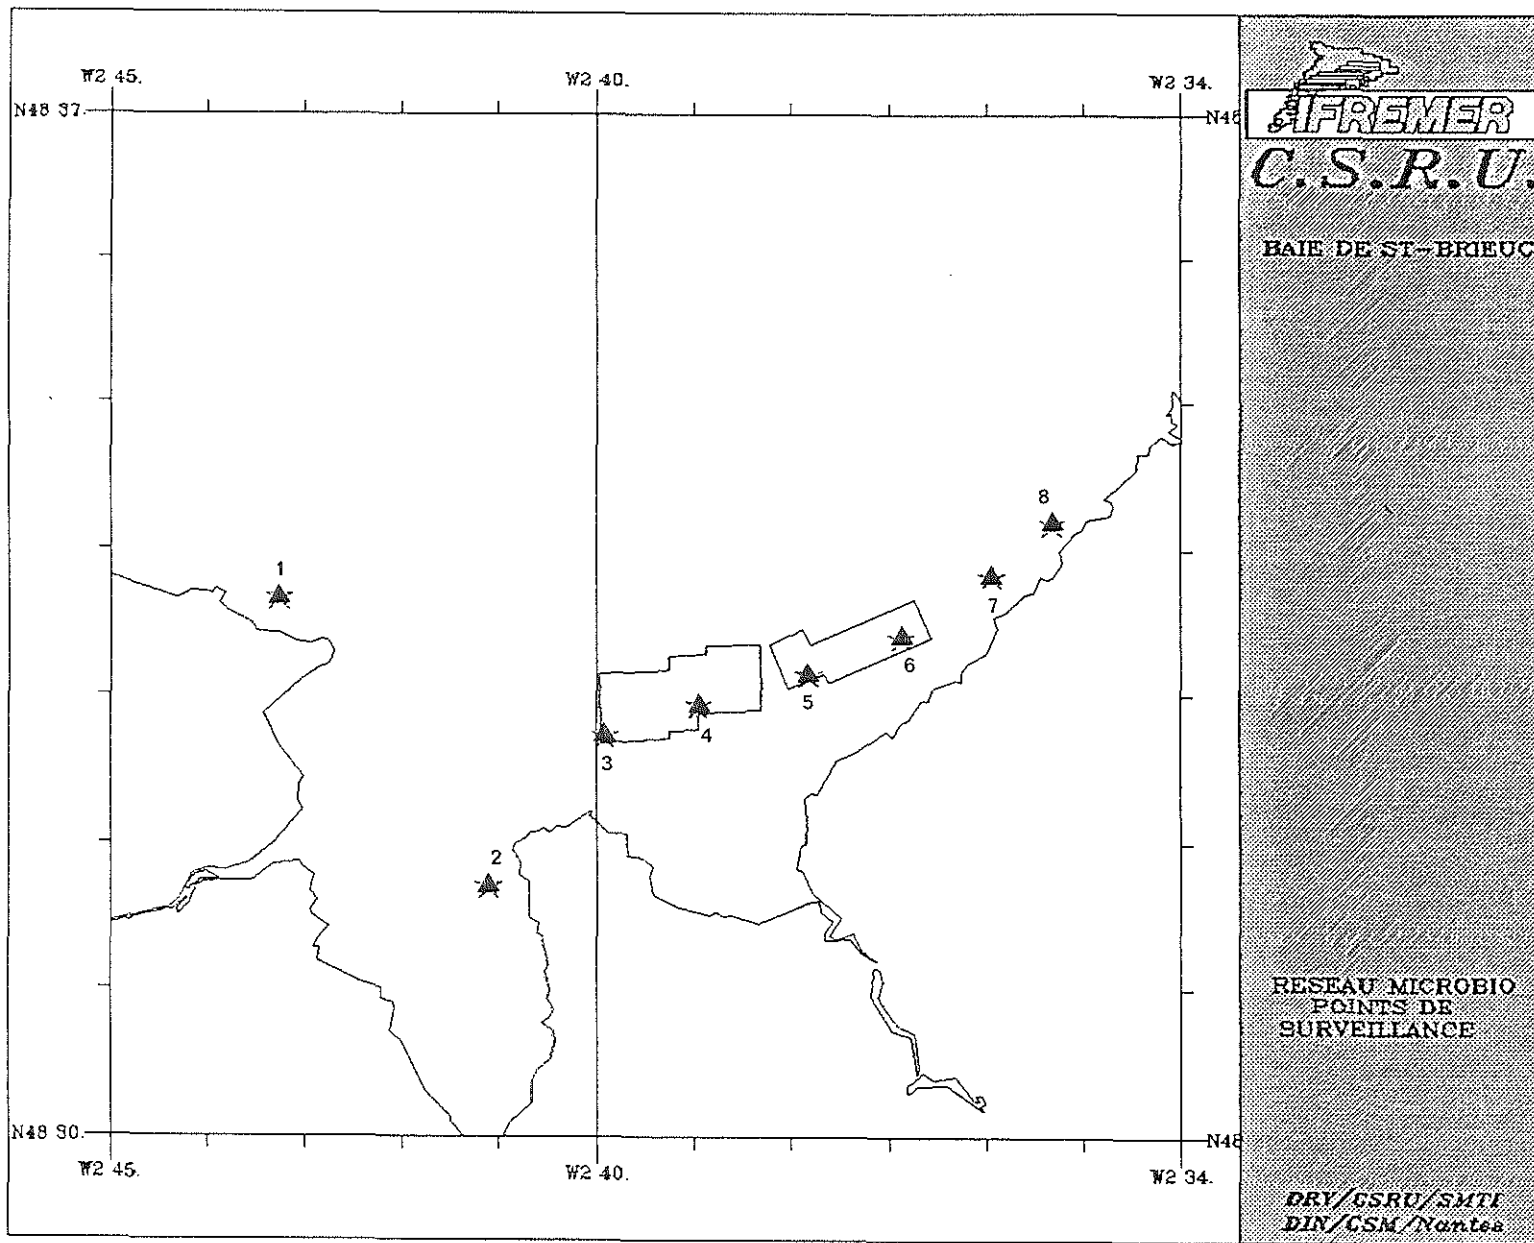 W2 45. W2 40. W2 34.
N48 37. N48
IFREMER
C.S.R.U.
BAIE DE ST-BRIEUC
8
1
7
6
5
4
3
2
RESEAU MICROBIO
POINTS DE
SURVEILLANCE
N48 30. N48
W2 45. W2 40. W2 34.
DRV/CSRU/SMTI
DIN/CSM/Nantes